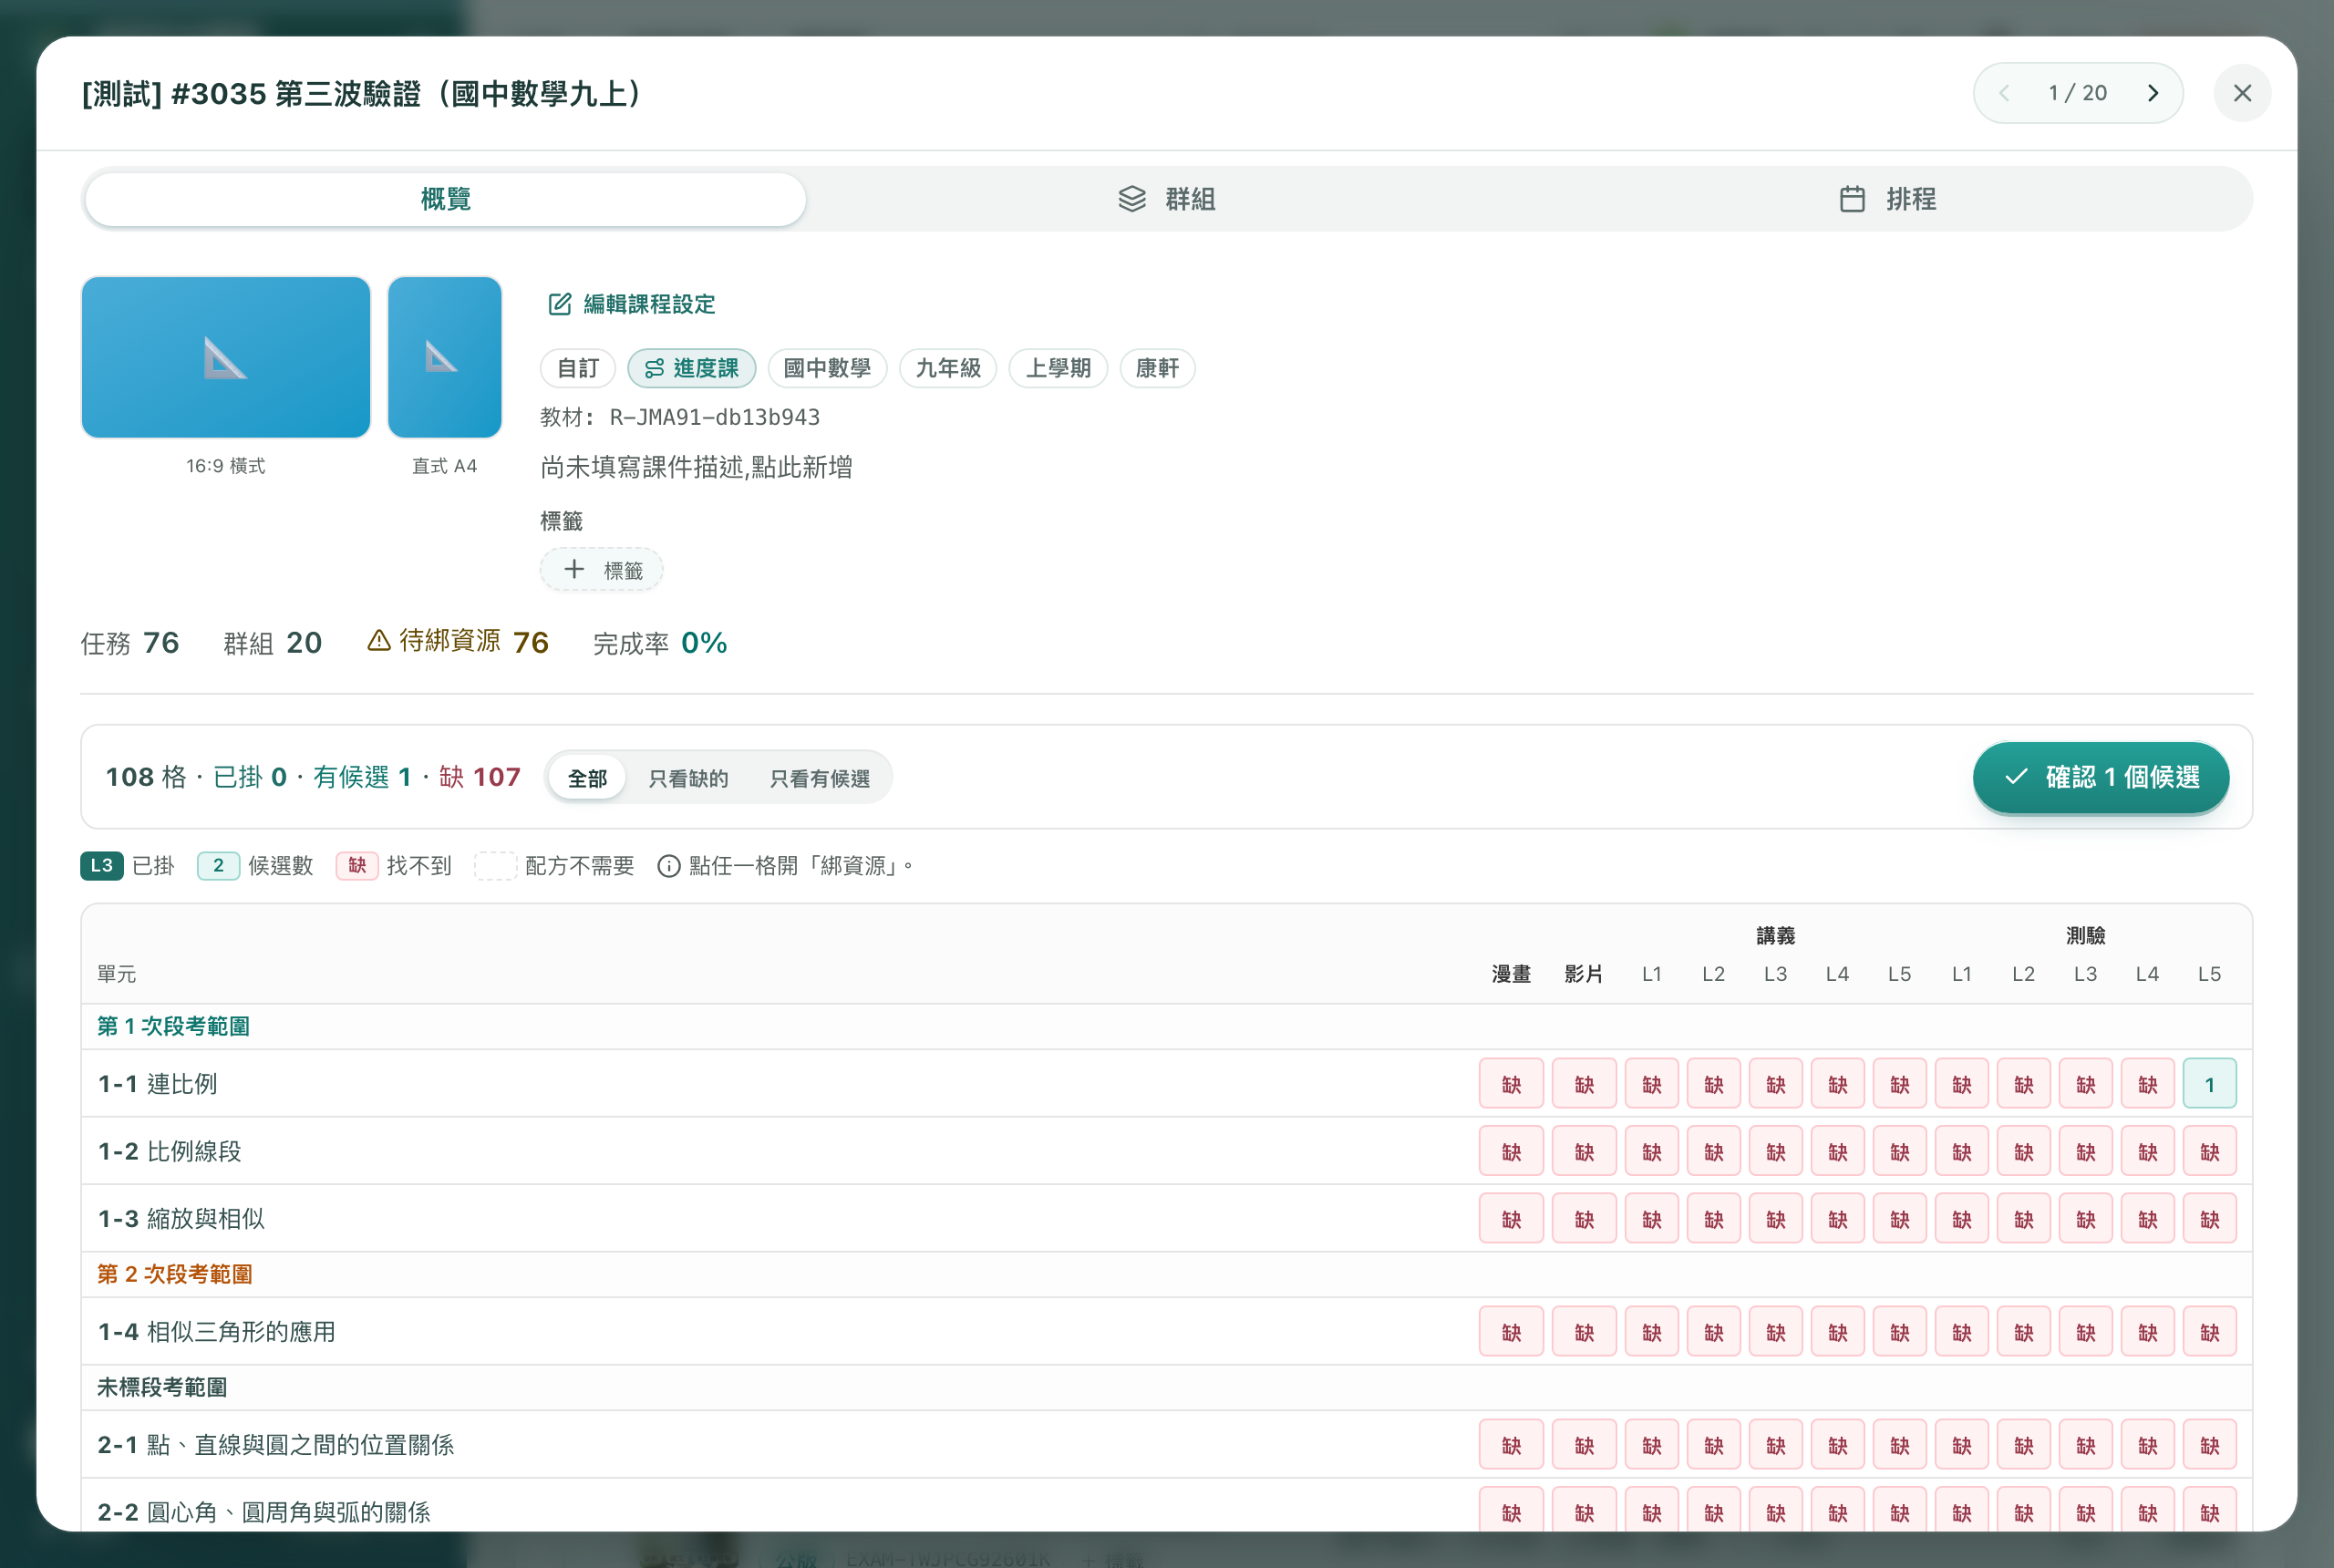 [測試] #3035 第三波驗證（國中數學九上）
1 / 20
概覽
群組
排程
編輯課程設定
自訂 進度課 國中數學 九年級 上學期 康軒
教材: R-JMA91-db13b943
16:9 橫式
直式 A4
尚未填寫課件描述,點此新增
標籤
+ 標籤
任務 76 群組 20 待綁資源 76 完成率 0%
108 格 · 已掛 0 · 有候選 1 · 缺 107 全部 只看缺的 只看有候選 確認 1 個候選
L3 已掛 2 候選數 缺 找不到 配方不需要 點任一格開「綁資源」。
講義 測驗
單元 漫畫 影片 L1 L2 L3 L4 L5 L1 L2 L3 L4 L5
第 1 次段考範圍
1-1 連比例 缺 缺 缺 缺 缺 缺 缺 缺 缺 缺 缺 1
1-2 比例線段 缺 缺 缺 缺 缺 缺 缺 缺 缺 缺 缺 缺
1-3 縮放與相似 缺 缺 缺 缺 缺 缺 缺 缺 缺 缺 缺 缺
第 2 次段考範圍
1-4 相似三角形的應用 缺 缺 缺 缺 缺 缺 缺 缺 缺 缺 缺 缺
未標段考範圍
2-1 點、直線與圓之間的位置關係 缺 缺 缺 缺 缺 缺 缺 缺 缺 缺 缺 缺
2-2 圓心角、圓周角與弧的關係 缺 缺 缺 缺 缺 缺 缺 缺 缺 缺 缺 缺